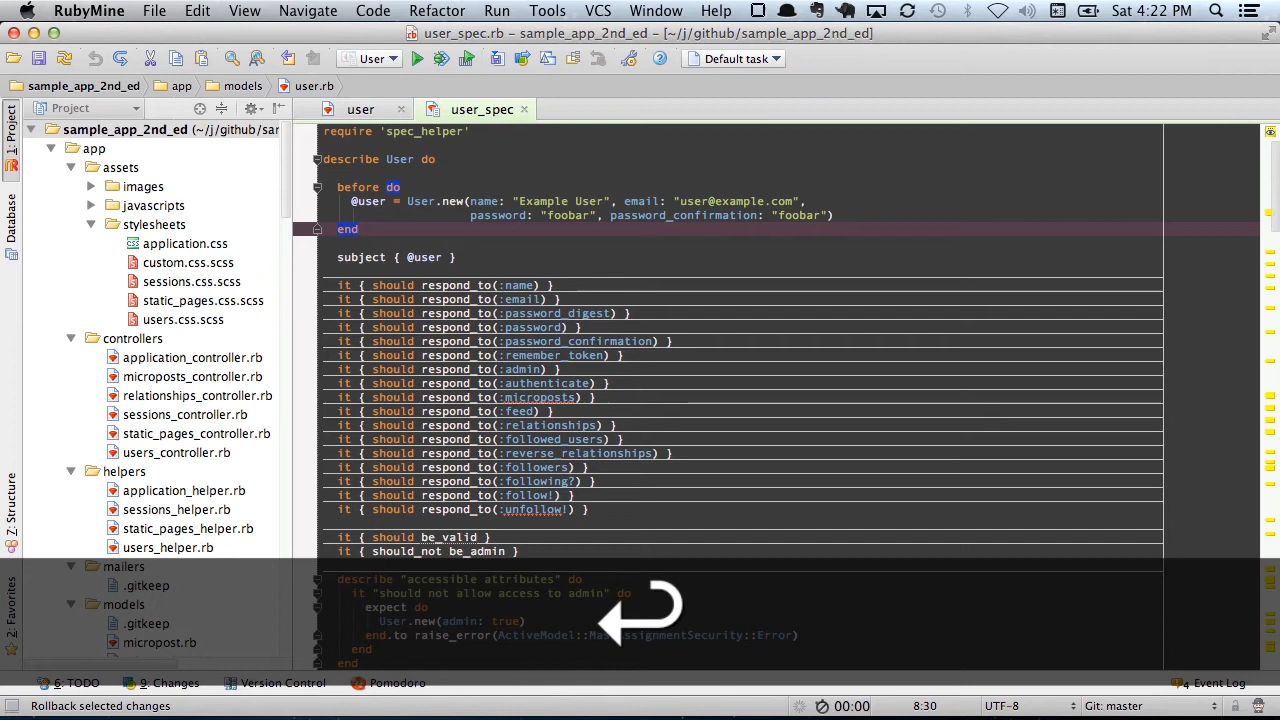 RubyMine File Edit View Navigate Code Refactor Run Tools VCS Window Help Sat 4:22 PM
user_spec.rb - sample_app_2nd_ed - [~/j/github/sample_app_2nd_ed]
User Default task
sample_app_2nd_ed app models user.rb
Project user user_spec
1: Project
Database
Z: Structure
2: Favorites
sample_app_2nd_ed (~/j/github/sar
app
assets
images
javascripts
stylesheets
application.css
custom.css.scss
sessions.css.scss
static_pages.css.scss
users.css.scss
controllers
application_controller.rb
microposts_controller.rb
relationships_controller.rb
sessions_controller.rb
static_pages_controller.rb
users_controller.rb
helpers
application_helper.rb
sessions_helper.rb
static_pages_helper.rb
users_helper.rb
mailers
.gitkeep
models
.gitkeep
micropost.rb
require 'spec_helper'
describe User do
before do
@user = User.new(name: "Example User", email: "user@example.com",
password: "foobar", password_confirmation: "foobar")
end
subject { @user }
it { should respond_to(:name) }
it { should respond_to(:email) }
it { should respond_to(:password_digest) }
it { should respond_to(:password) }
it { should respond_to(:password_confirmation) }
it { should respond_to(:remember_token) }
it { should respond_to(:admin) }
it { should respond_to(:authenticate) }
it { should respond_to(:microposts) }
it { should respond_to(:feed) }
it { should respond_to(:relationships) }
it { should respond_to(:followed_users) }
it { should respond_to(:reverse_relationships) }
it { should respond_to(:followers) }
it { should respond_to(:following?) }
it { should respond_to(:follow!) }
it { should respond_to(:unfollow!) }
it { should be_valid }
it { should_not be_admin }
describe "accessible attributes" do
it "should not allow access to admin" do
expect do
User.new(admin: true)
end.to raise_error(ActiveModel::MassAssignmentSecurity::Error)
end
end
6: TODO 9: Changes Version Control Pomodoro 4 Event Log
Rollback selected changes 00:00 8:30 UTF-8 Git: master